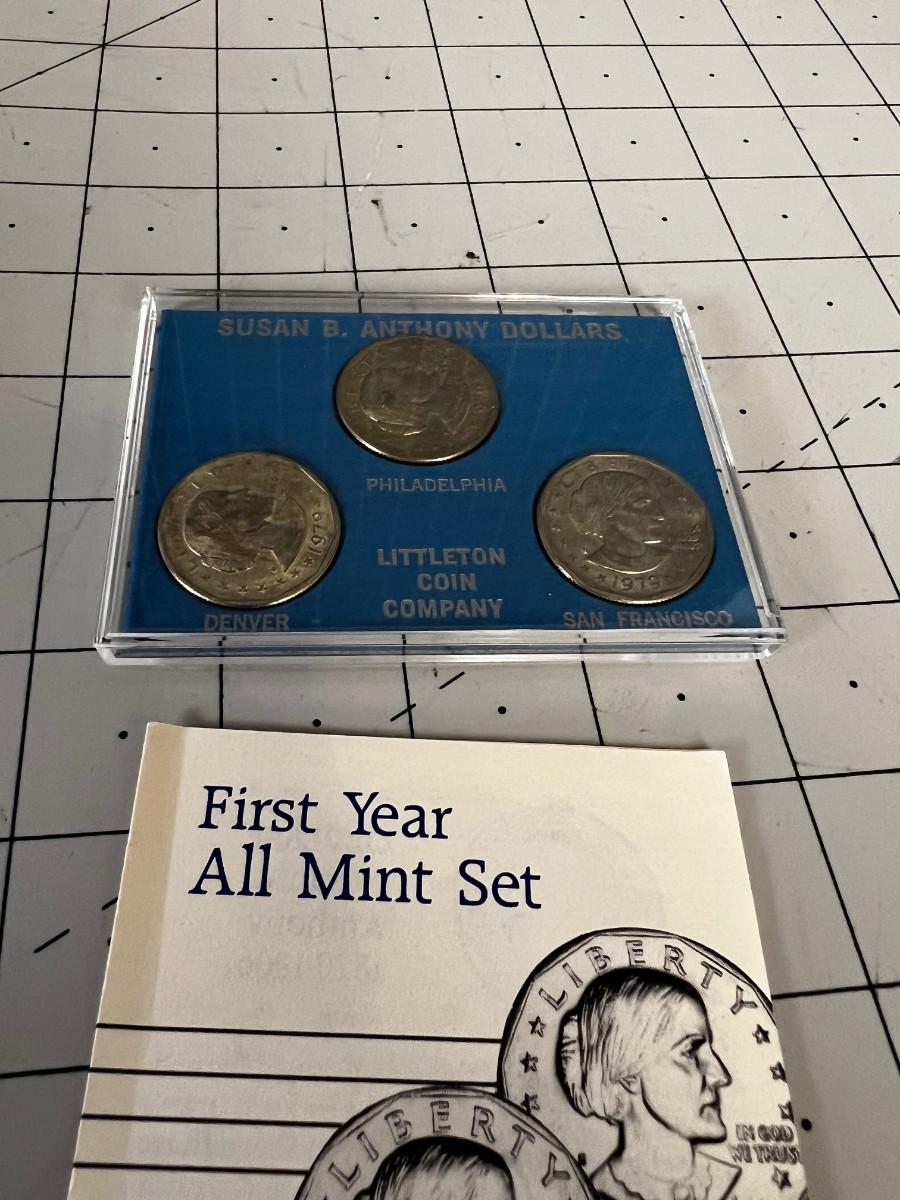 SUSAN B. ANTHONY DOLLARS
PHILADELPHIA
LIBERTY
1979
1979
LITTLETON
COIN
COMPANY
DENVER
SAN FRANCISCO
First Year
All Mint Set
LIBERTY
IN GOD
WE TRUST
LIBERTY